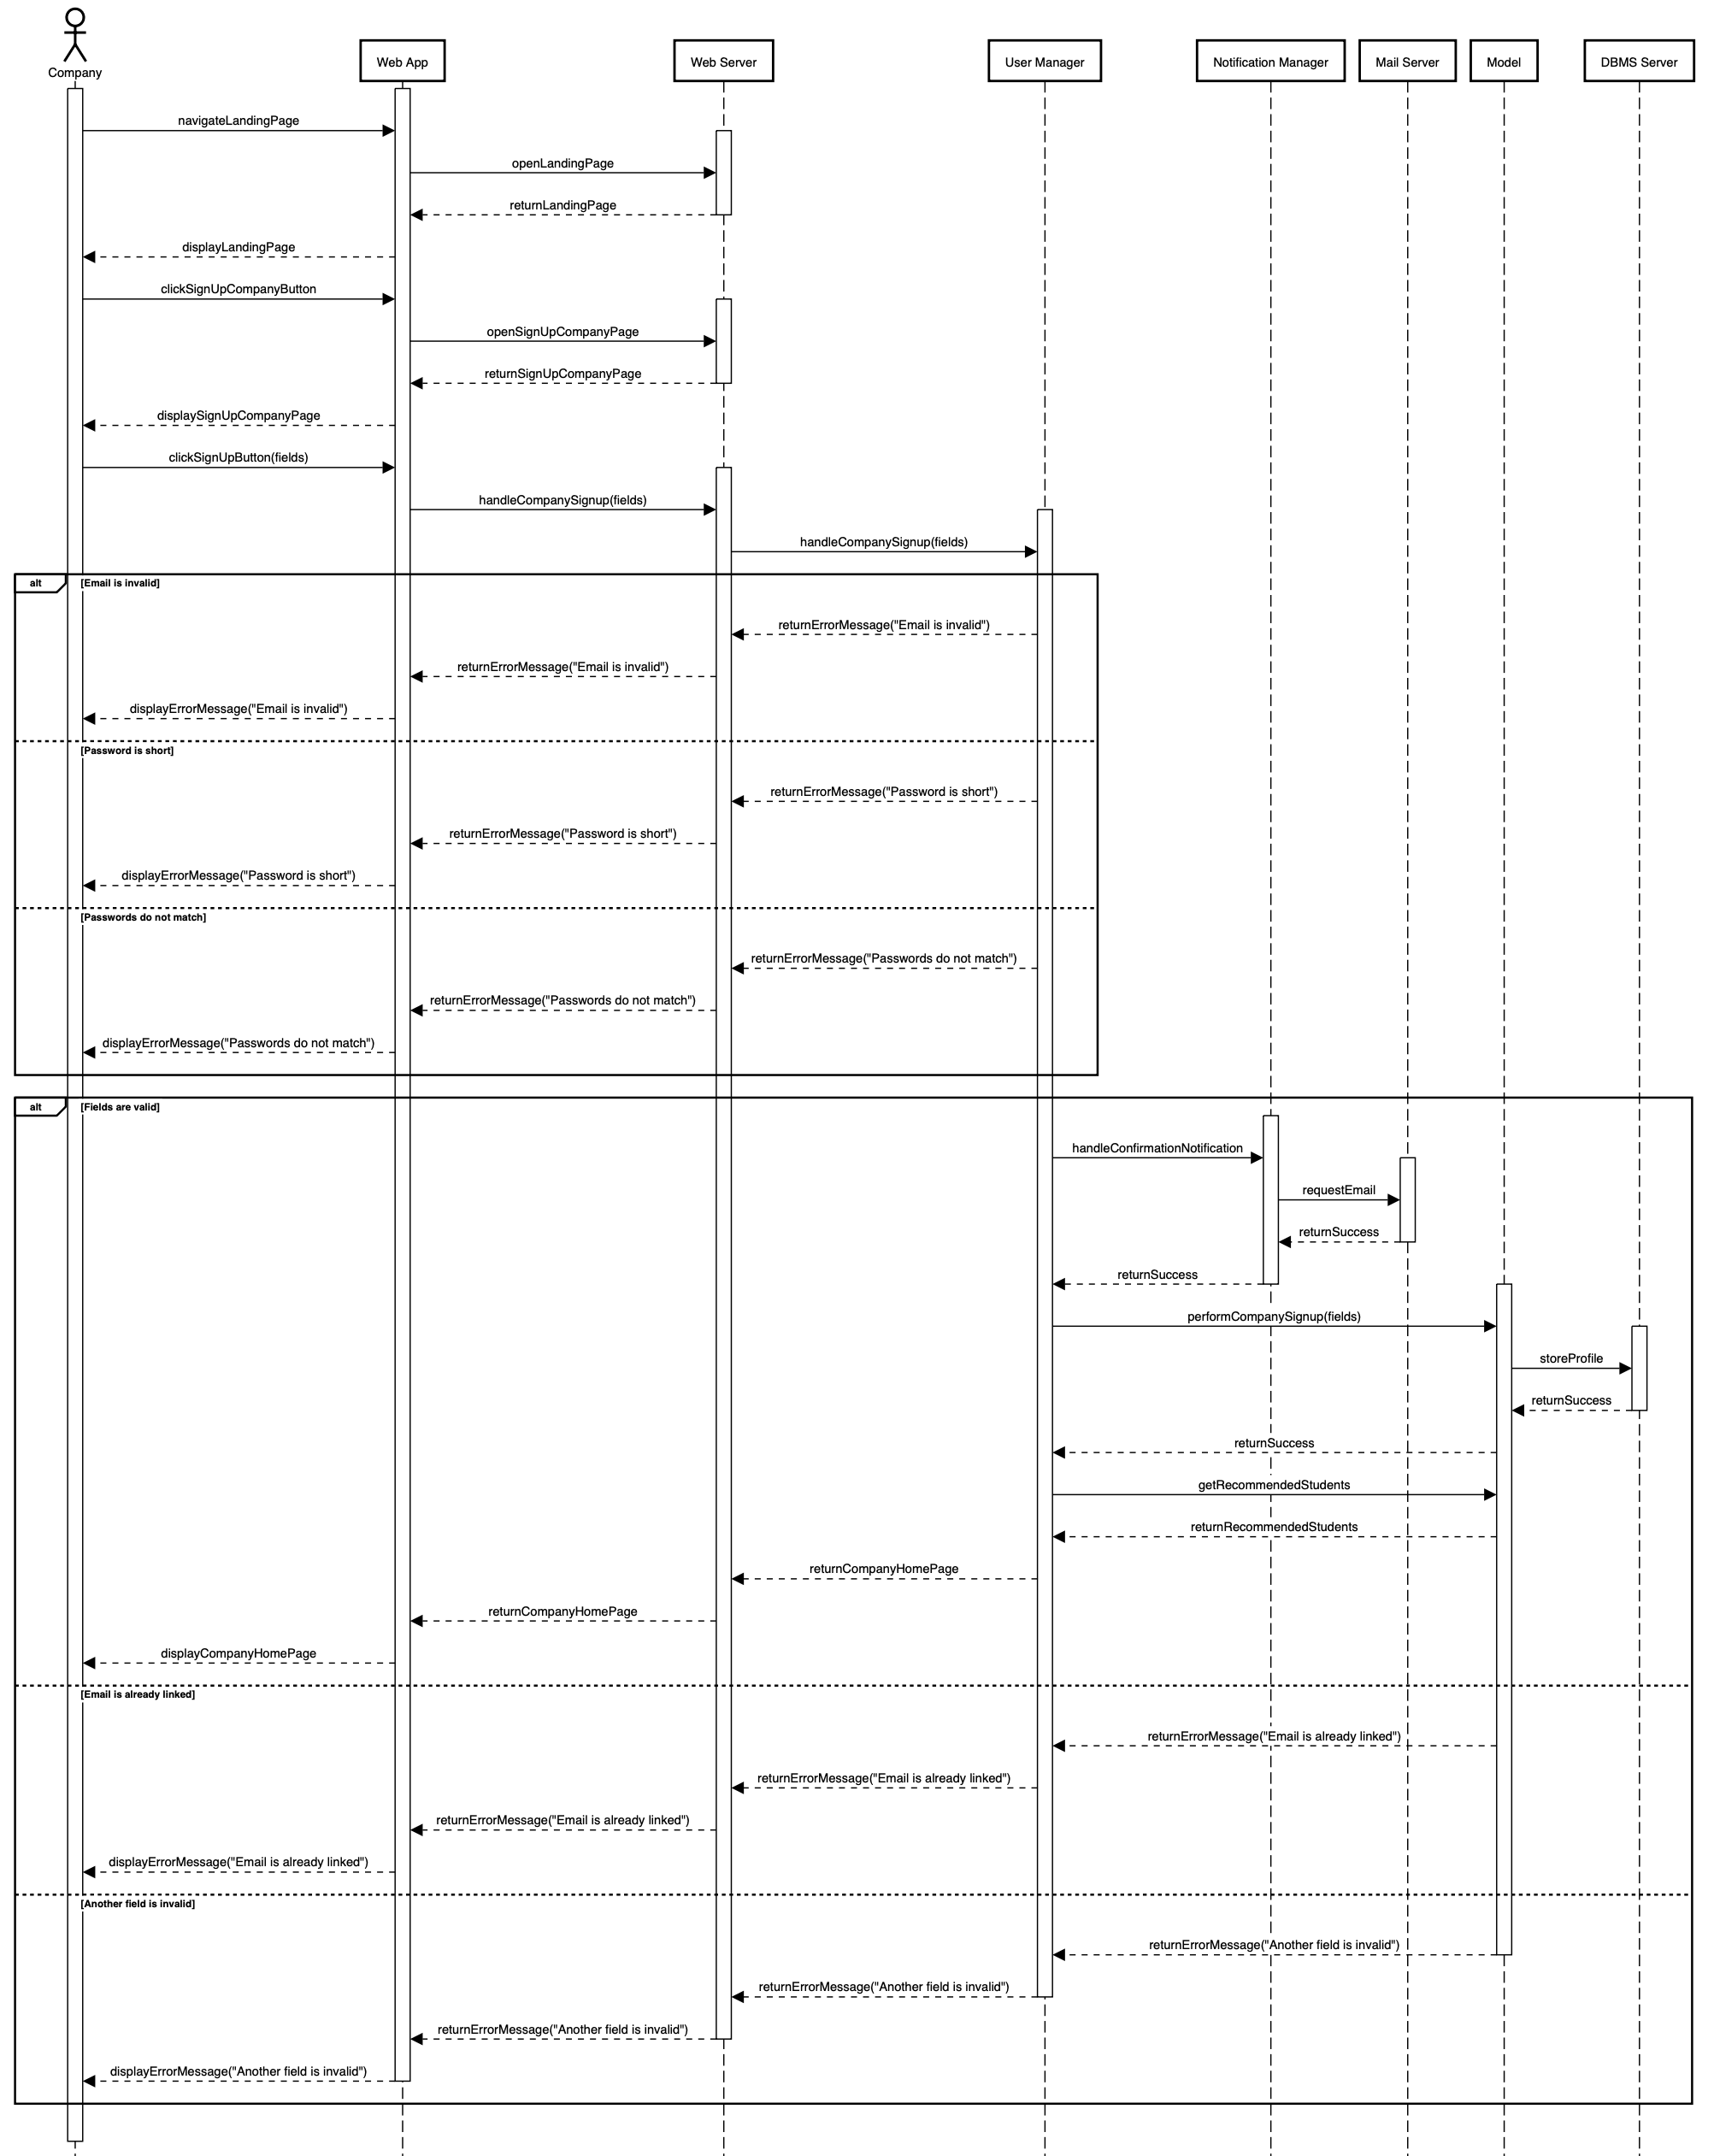 Company
Web App
Web Server
User Manager
Notification Manager
Mail Server
Model
DBMS Server
navigateLandingPage
openLandingPage
returnLandingPage
displayLandingPage
clickSignUpCompanyButton
openSignUpCompanyPage
returnSignUpCompanyPage
displaySignUpCompanyPage
clickSignUpButton(fields)
handleCompanySignup(fields)
handleCompanySignup(fields)
alt
[Email is invalid]
returnErrorMessage("Email is invalid")
returnErrorMessage("Email is invalid")
displayErrorMessage("Email is invalid")
[Password is short]
returnErrorMessage("Password is short")
returnErrorMessage("Password is short")
displayErrorMessage("Password is short")
[Passwords do not match]
returnErrorMessage("Passwords do not match")
returnErrorMessage("Passwords do not match")
displayErrorMessage("Passwords do not match")
alt
[Fields are valid]
handleConfirmationNotification
requestEmail
returnSuccess
returnSuccess
performCompanySignup(fields)
storeProfile
returnSuccess
returnSuccess
getRecommendedStudents
returnRecommendedStudents
returnCompanyHomePage
returnCompanyHomePage
displayCompanyHomePage
[Email is already linked]
returnErrorMessage("Email is already linked")
returnErrorMessage("Email is already linked")
returnErrorMessage("Email is already linked")
displayErrorMessage("Email is already linked")
[Another field is invalid]
returnErrorMessage("Another field is invalid")
returnErrorMessage("Another field is invalid")
returnErrorMessage("Another field is invalid")
displayErrorMessage("Another field is invalid")